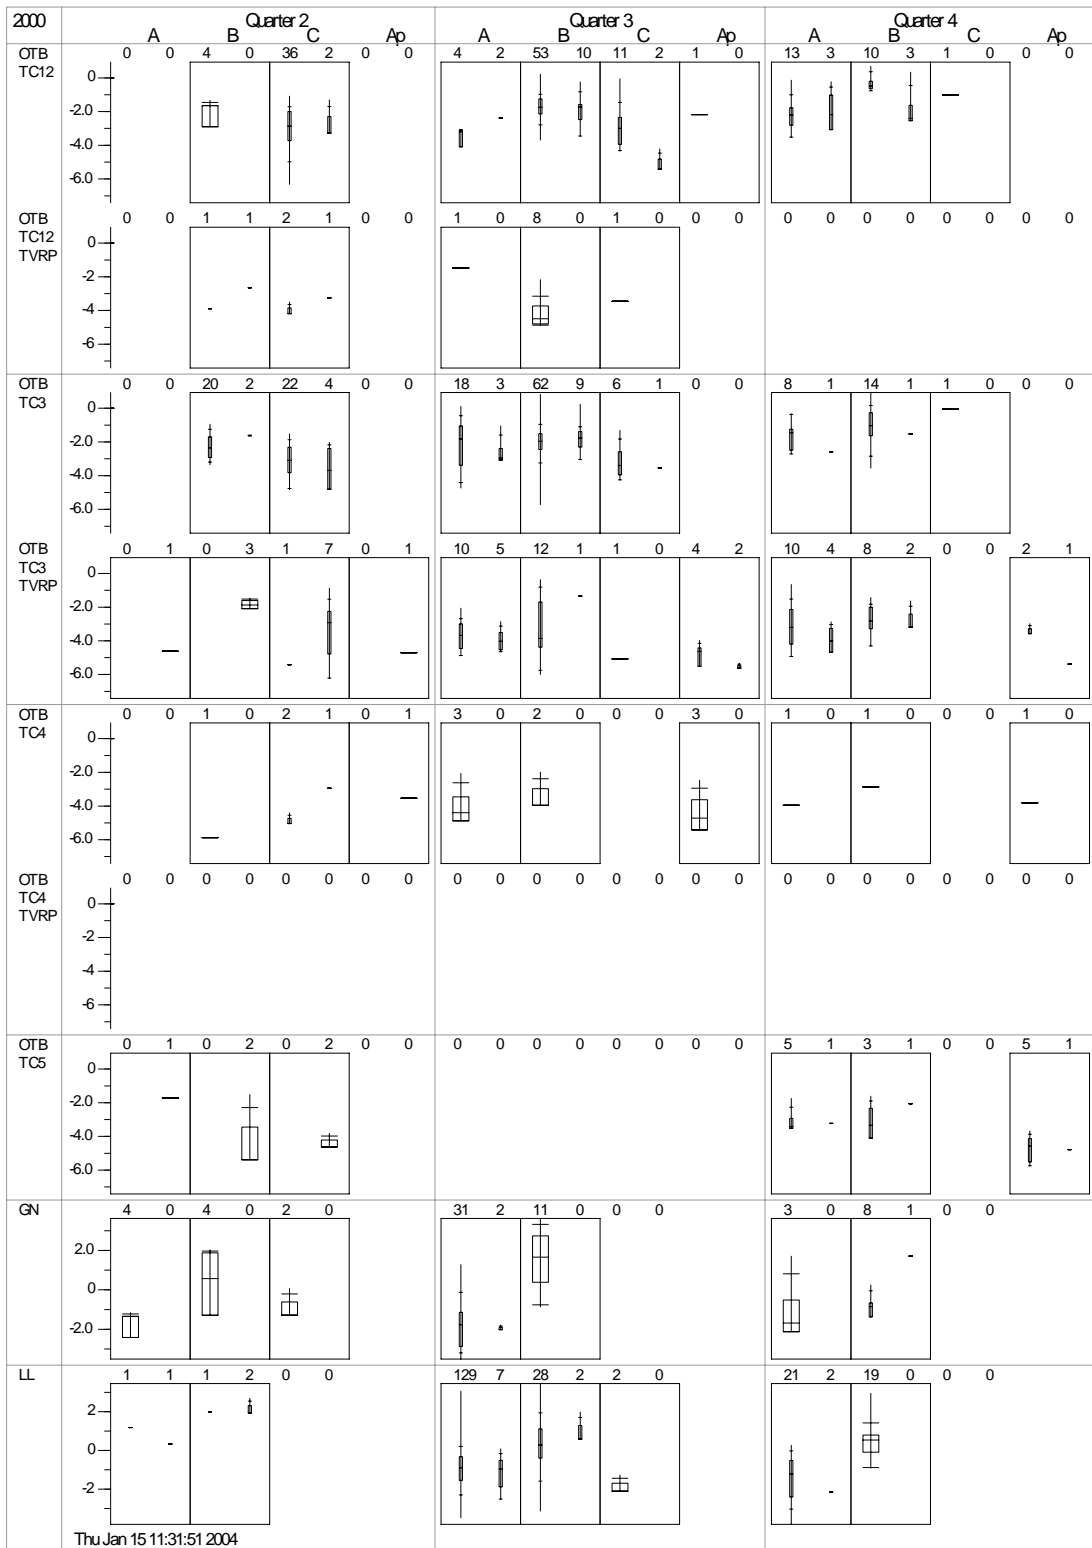 2000 Quarter 2 Quarter 3 Quarter 4
A B C Ap A B C Ap A B C Ap
OTB 0 0 4 0 36 2 0 0 4 2 53 10 11 2 1 0 13 3 10 3 1 0 0 0
TC12
0
-2.0
-4.0
-6.0
OTB 0 0 1 1 2 1 0 0 1 0 8 0 1 0 0 0 0 0 0 0 0 0 0 0
TC12
TVRP
0
-2
-4
-6
OTB 0 0 20 2 22 4 0 0 18 3 62 9 6 1 0 0 8 1 14 1 1 0 0 0
TC3
0
-2.0
-4.0
-6.0
OTB 0 1 0 3 1 7 0 1 10 5 12 1 1 0 4 2 10 4 8 2 0 0 2 1
TC3
TVRP
0
-2.0
-4.0
-6.0
OTB 0 0 1 0 2 1 0 1 3 0 2 0 0 0 3 0 1 0 1 0 0 0 1 0
TC4
0
-2.0
-4.0
-6.0
OTB 0 0 0 0 0 0 0 0 0 0 0 0 0 0 0 0 0 0 0 0 0 0 0 0
TC4
TVRP
0
-2
-4
-6
OTB 0 1 0 2 0 2 0 0 0 0 0 0 0 0 0 0 5 1 3 1 0 0 5 1
TC5
0
-2.0
-4.0
-6.0
GN 4 0 4 0 2 0 31 2 11 0 0 0 3 0 8 1 0 0
2.0
0
-2.0
LL 1 1 1 2 0 0 129 7 28 2 2 0 21 2 19 0 0 0
2
0
-2
Thu Jan 15 11:31:51 2004